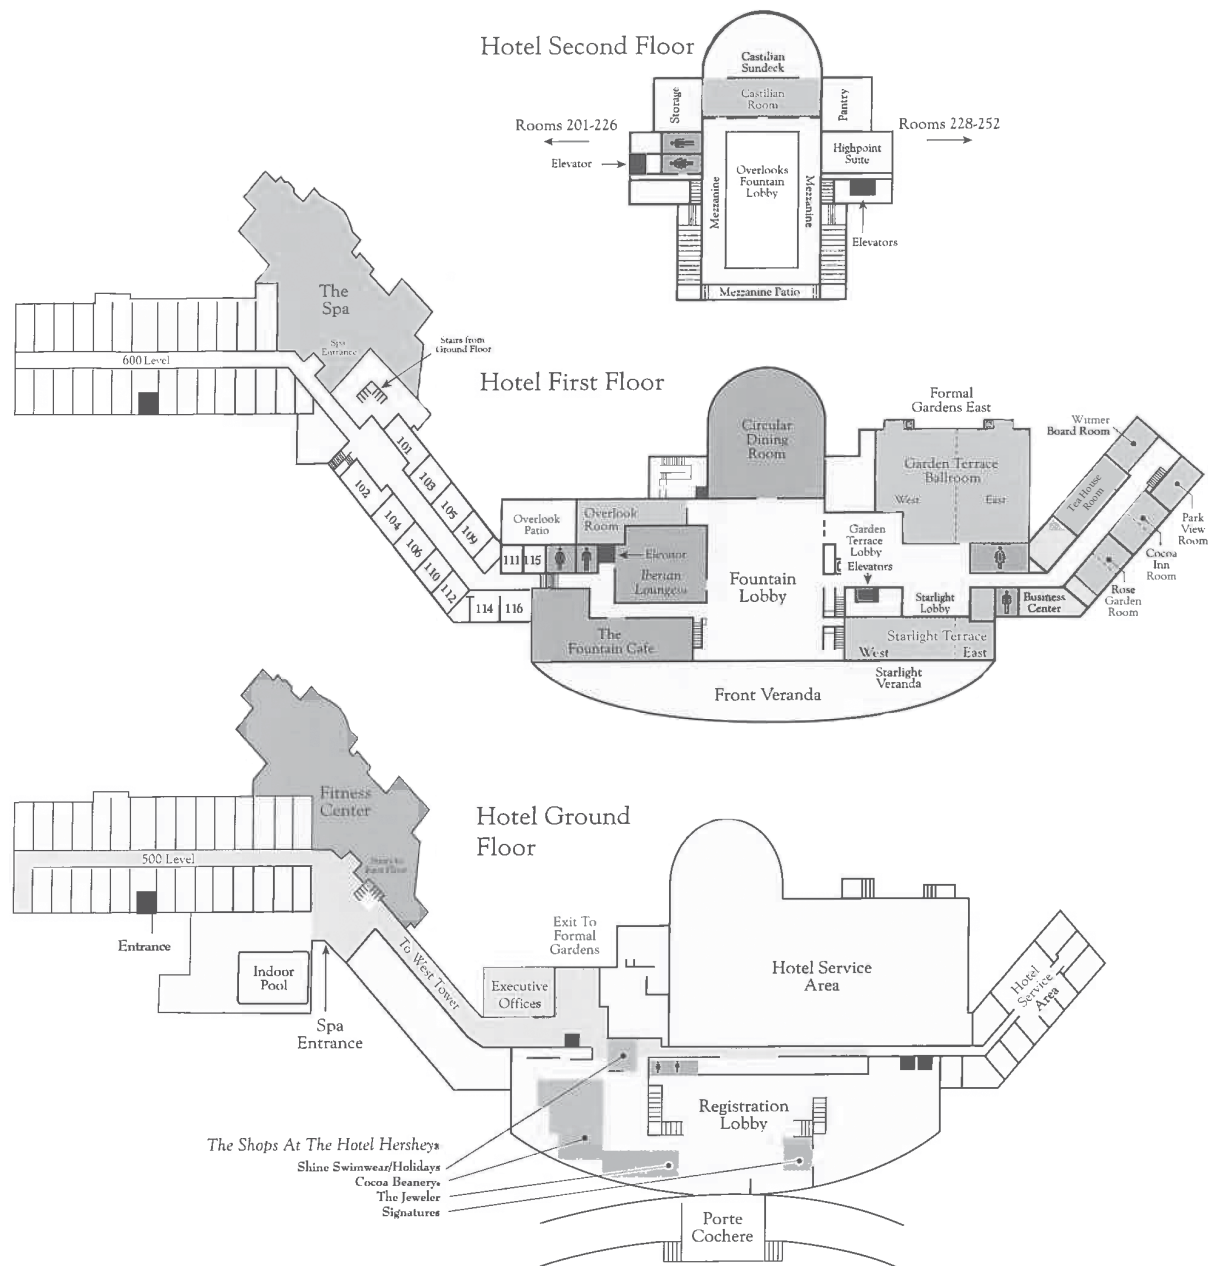 Hotel Second Floor
Castilian
Sundeck
Castilian
Room
Storage
Pantry
Rooms 201-226
Rooms 228-252
Elevator
Highpoint
Suite
Overlooks
Fountain
Lobby
Mezzanine
Mezzanine
Elevators
Mezzanine Patio
The
Spa
Spa
Entrance
Stairs from
Ground Floor
600 Level
Hotel First Floor
Formal
Gardens East
Witmer
Board Room
Circular
Dining
Room
Garden Terrace
Ballroom
West
East
Tea House
Room
Park
View
Room
Cocoa
Inn
Room
Rose
Garden
Room
101
103
105
109
102
104
106
110
112
111
115
114
116
Overlook
Patio
Overlook
Room
Elevator
Iberian
Lounge®
Garden
Terrace
Lobby
Elevators
Fountain
Lobby
Starlight
Lobby
Business
Center
The
Fountain Cafe
Starlight Terrace
West
East
Starlight
Veranda
Front Veranda
Fitness
Center
Stairs to
First Floor
Hotel Ground
Floor
500 Level
Entrance
Indoor
Pool
Spa
Entrance
To West Tower
Exit To
Formal
Gardens
Executive
Offices
Hotel Service
Area
Hotel
Service
Area
Registration
Lobby
The Shops At The Hotel Hershey®
Shine Swimwear/Holidays
Cocoa Beanery®
The Jeweler
Signatures
Porte
Cochere